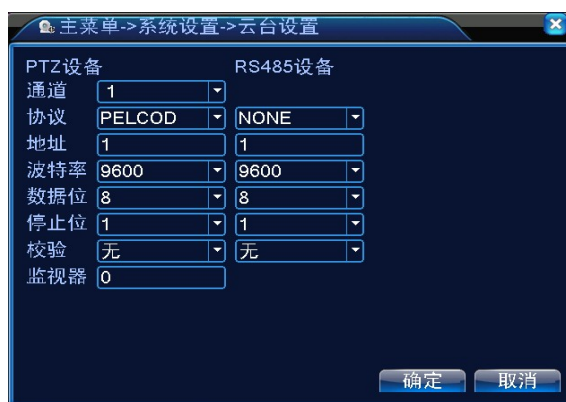 主菜单->系统设置->云台设置
PTZ设备 RS485设备
通道 1
协议 PELCOD NONE
地址 1 1
波特率 9600 9600
数据位 8 8
停止位 1 1
校验 无 无
监视器 0
确定 取消